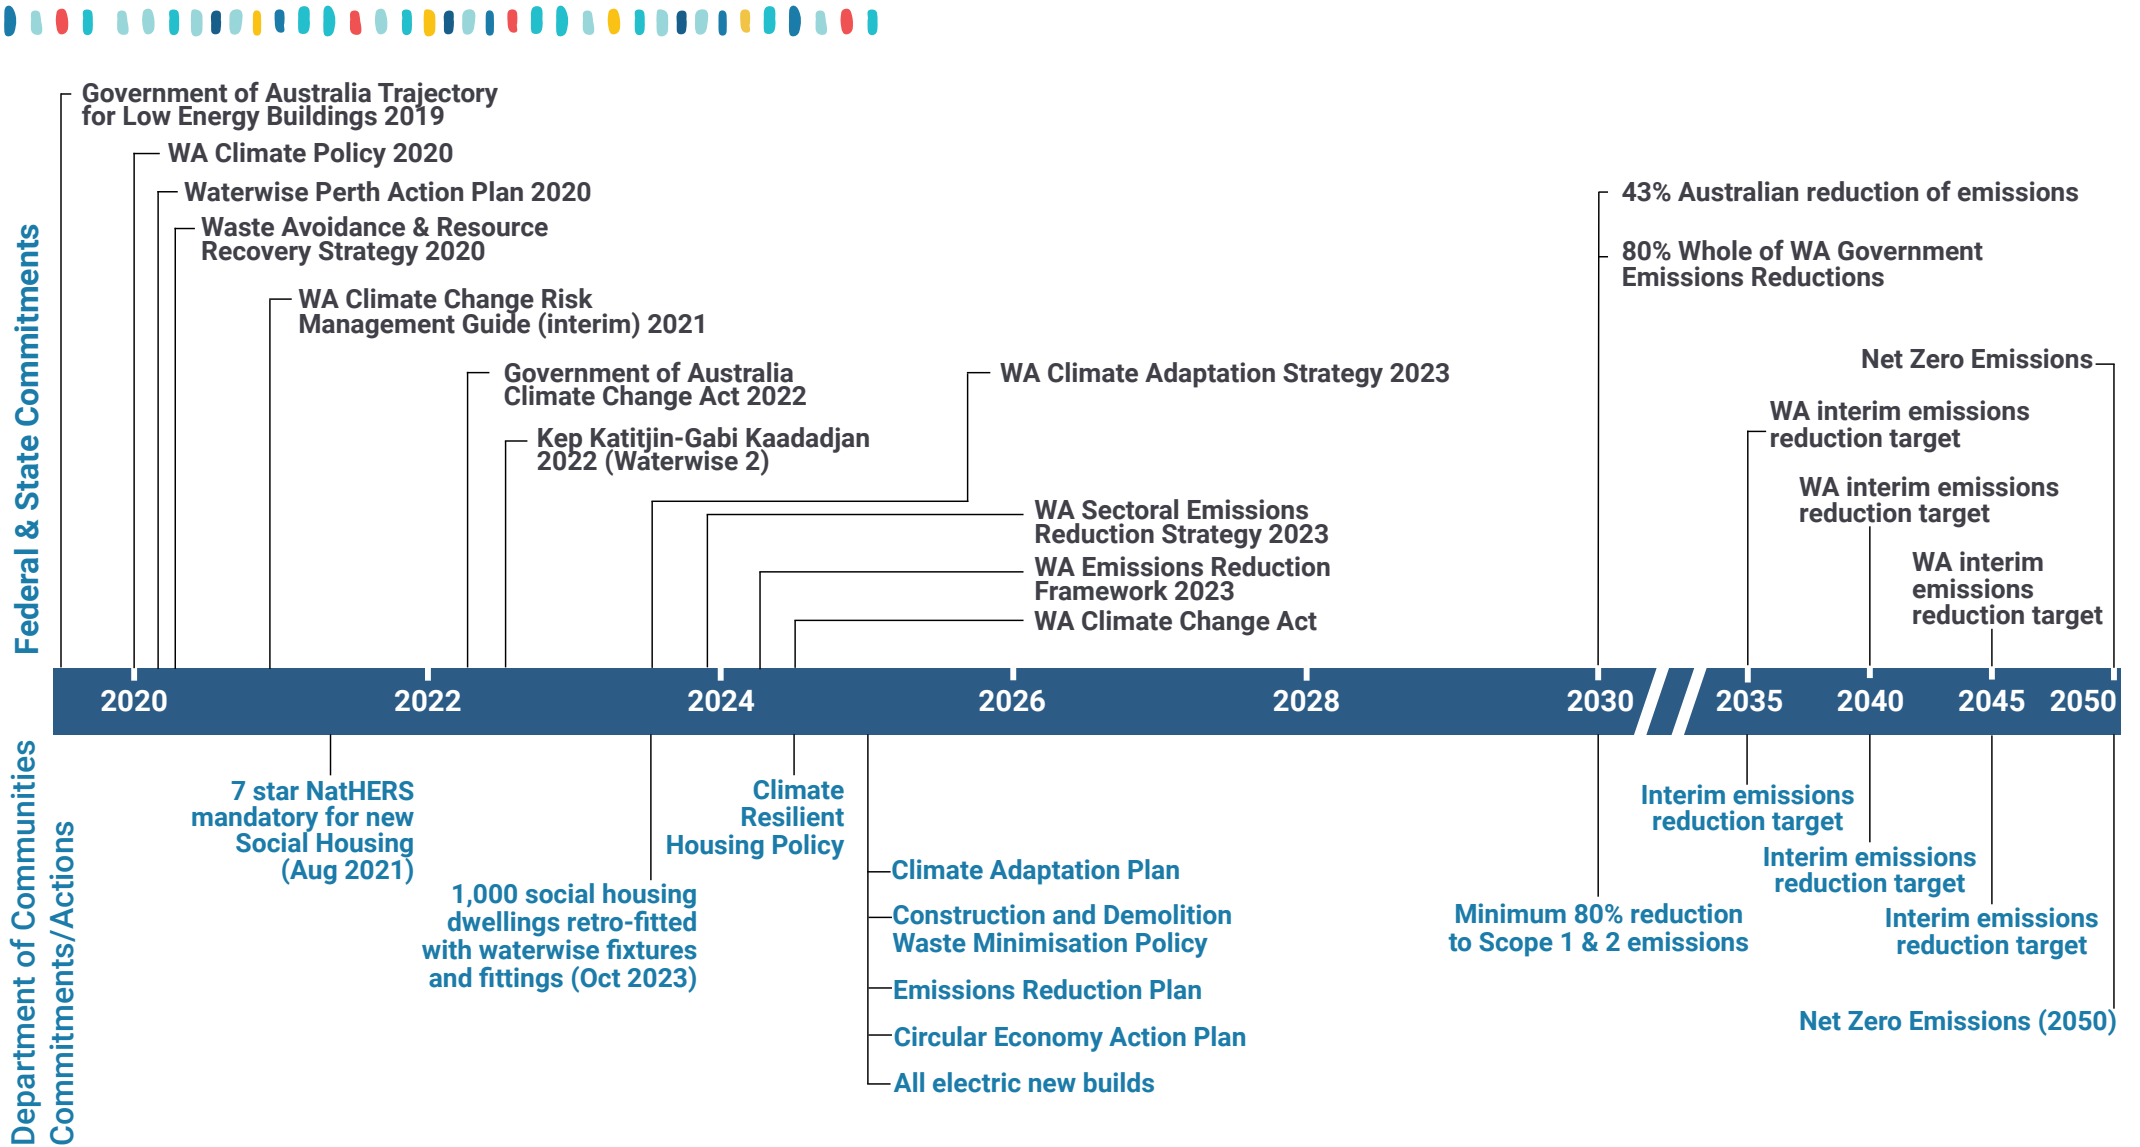 Federal & State Commitments
Government of Australia Trajectory
for Low Energy Buildings 2019
WA Climate Policy 2020
Waterwise Perth Action Plan 2020
Waste Avoidance & Resource
Recovery Strategy 2020
WA Climate Change Risk
Management Guide (interim) 2021
Government of Australia
Climate Change Act 2022
Kep Katitjin-Gabi Kaadadjan
2022 (Waterwise 2)
WA Climate Adaptation Strategy 2023
WA Sectoral Emissions
Reduction Strategy 2023
WA Emissions Reduction
Framework 2023
WA Climate Change Act
43% Australian reduction of emissions
80% Whole of WA Government
Emissions Reductions
Net Zero Emissions
WA interim emissions
reduction target
WA interim emissions
reduction target
WA interim
emissions
reduction target
2020 2022 2024 2026 2028 2030 2035 2040 2045 2050
Department of Communities
Commitments/Actions
7 star NatHERS
mandatory for new
Social Housing
(Aug 2021)
1,000 social housing
dwellings retro-fitted
with waterwise fixtures
and fittings (Oct 2023)
Climate
Resilient
Housing Policy
Climate Adaptation Plan
Construction and Demolition
Waste Minimisation Policy
Emissions Reduction Plan
Circular Economy Action Plan
All electric new builds
Minimum 80% reduction
to Scope 1 & 2 emissions
Interim emissions
reduction target
Interim emissions
reduction target
Interim emissions
reduction target
Net Zero Emissions (2050)